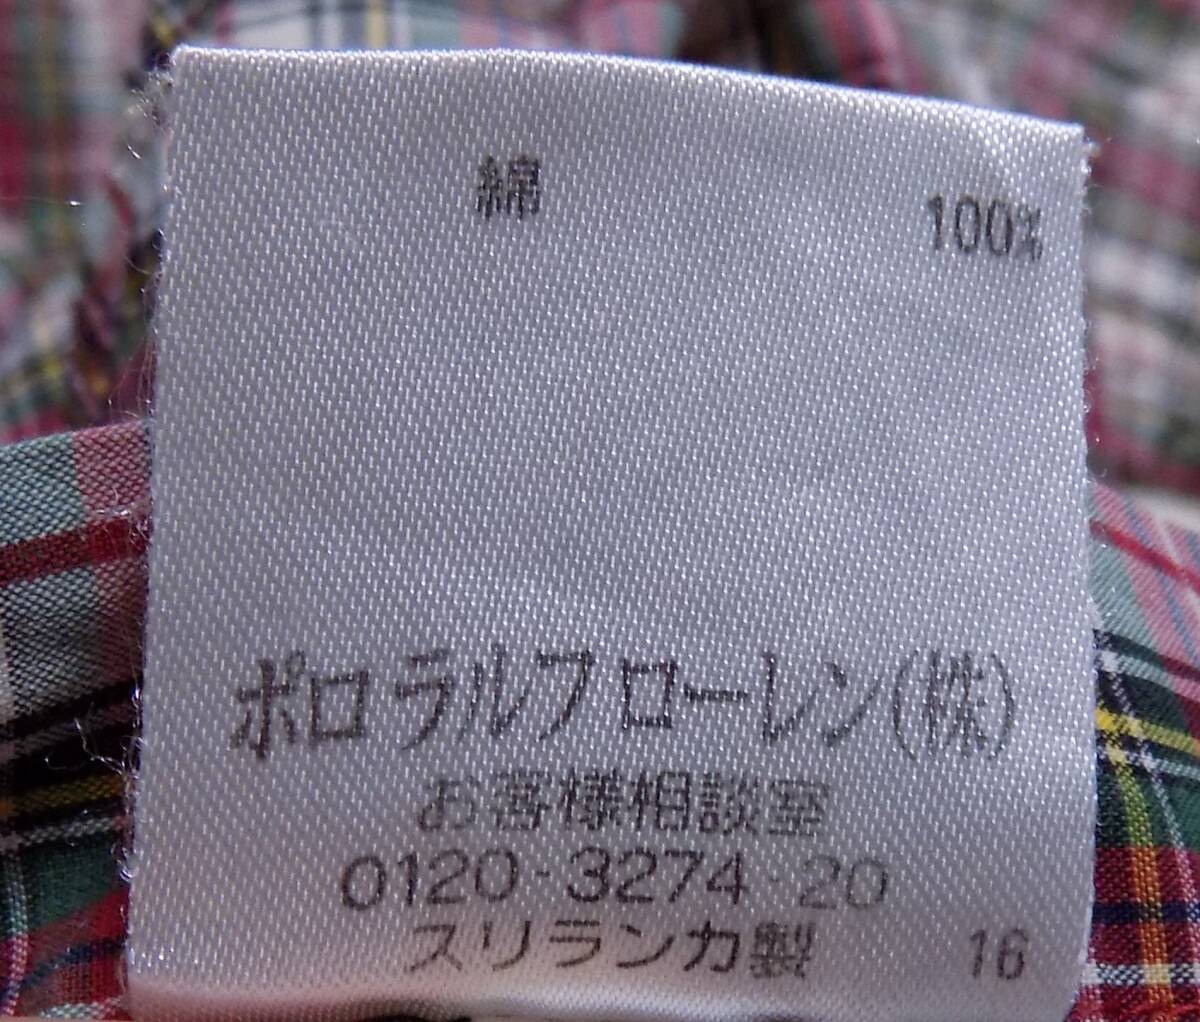 綿 100%
ポロ ラルフ ローレン(株)
お客様相談室
0120-3274-20
スリランカ製 16